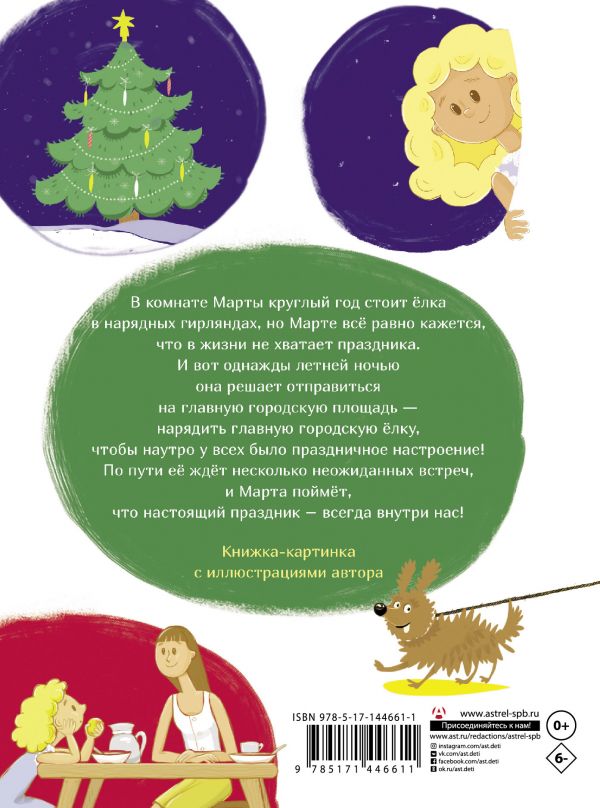 В комнате Марты круглый год стоит ёлка
в нарядных гирляндах, но Марте всё равно кажется,
что в жизни не хватает праздника.
И вот однажды летней ночью
она решает отправиться
на главную городскую площадь —
нарядить главную городскую ёлку,
чтобы наутро у всех было праздничное настроение!
По пути её ждёт несколько неожиданных встреч,
и Марта поймёт,
что настоящий праздник – всегда внутри нас!
Книжка-картинка
с иллюстрациями автора
ISBN 978-5-17-144661-1
9 785171 446611
www.astrel-spb.ru
Присоединяйтесь к нам!
www.ast.ru/redactions/astrel-spb
instagram.com/ast.deti
vk.com/ast.deti
facebook.com/ast.deti
ok.ru/ast.deti
0+
6-